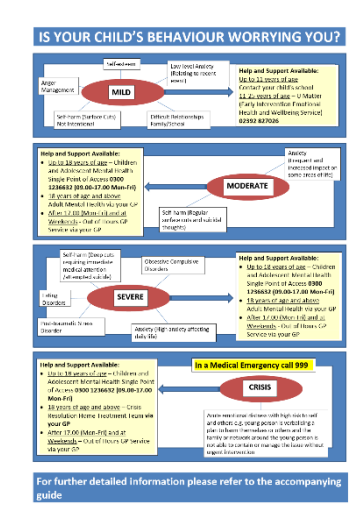 IS YOUR CHILD'S BEHAVIOUR WORRYING YOU?
Self-esteem
Low level Anxiety
(Relating to recent
event)
Anger
Management
MILD
Self-harm (Surface Cuts)
Not Intentional
Difficult Relationships
Family/School
Help and Support Available:
Up to 11 years of age
Contact your child's school
11-25 years of age – U Matter
(Early Intervention Emotional
Health and Wellbeing Service)
02392 827026
Help and Support Available:
Up to 18 years of age – Children
and Adolescent Mental Health
Single Point of Access 0300
1236632 (09.00-17.00 Mon-Fri)
18 years of age and above
Adult Mental Health via your GP
After 17.00 (Mon-Fri) and at
Weekends - Out of Hours GP
Service via your GP
Anxiety
(Frequent and
increased impact on
some areas of life)
MODERATE
Self-harm (Regular
surface cuts and suicidal
thoughts)
Self-harm (Deep cuts
requiring immediate
medical attention
/attempted suicide)
Obsessive Compulsive
Disorders
Eating
Disorders
SEVERE
Post-traumatic Stress
Disorder
Anxiety (High anxiety affecting
daily life)
Help and Support Available:
Up to 18 years of age – Children
and Adolescent Mental Health
Single Point of Access 0300
1236632 (09.00-17.00 Mon-Fri)
18 years of age and above
Adult Mental Health via your GP
After 17.00 (Mon-Fri) and at
Weekends - Out of Hours GP
Service via your GP
Help and Support Available:
Up to 18 years of age – Children and
Adolescent Mental Health Single Point
of Access 0300 1236632 (09.00-17.00
Mon-Fri)
18 years of age and above – Crisis
Resolution Home Treatment Team via
your GP
After 17.00 (Mon-Fri) and at
Weekends – Out of Hours GP Service
via your GP
In a Medical Emergency call 999
CRISIS
Acute emotional distress with high risk to self
and others e.g. young person is verbalising a
plan to harm themselves or others and the
family or network around the young person is
not able to contain or manage the issue without
urgent intervention
For further detailed information please refer to the accompanying
guide